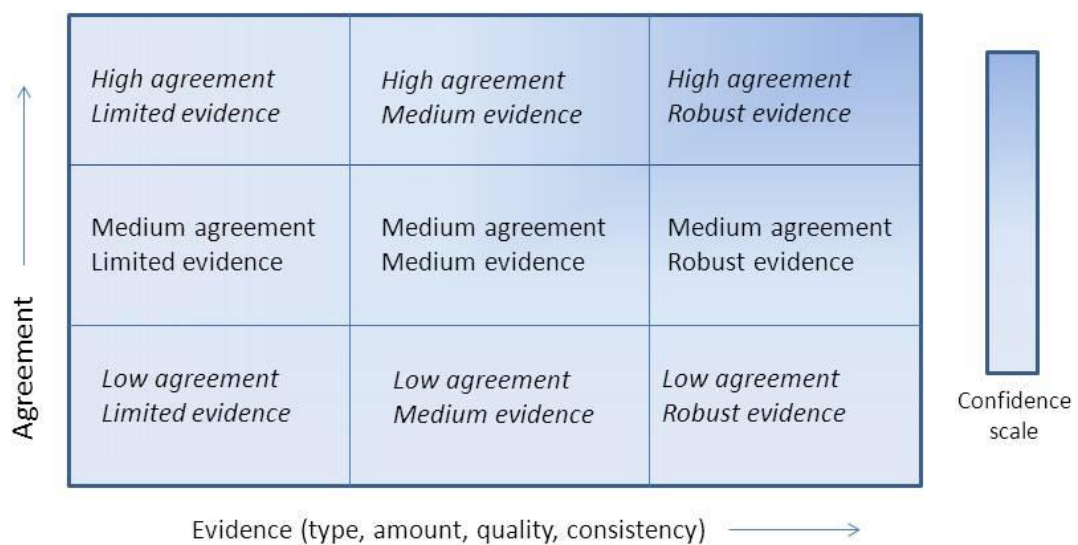 High agreement
Limited evidence
High agreement
Medium evidence
High agreement
Robust evidence
Medium agreement
Limited evidence
Medium agreement
Medium evidence
Medium agreement
Robust evidence
Low agreement
Limited evidence
Low agreement
Medium evidence
Low agreement
Robust evidence
Agreement
Evidence (type, amount, quality, consistency)
Confidence
scale